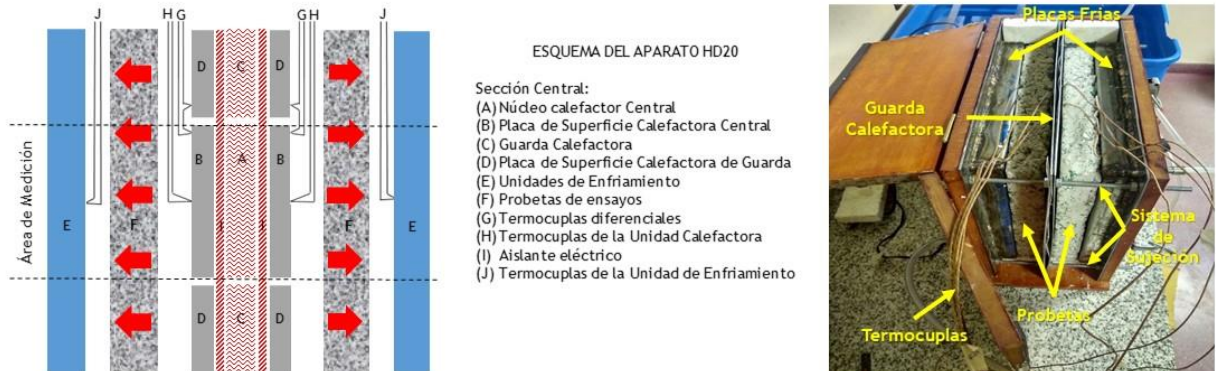 J H G G H J
D C D
B A B
E F I I F E
D C D
Área de Medición
ESQUEMA DEL APARATO HD20
Sección Central:
(A) Núcleo calefactor Central
(B) Placa de Superficie Calefactora Central
(C) Guarda Calefactora
(D) Placa de Superficie Calefactora de Guarda
(E) Unidades de Enfriamiento
(F) Probetas de ensayos
(G) Termocuplas diferenciales
(H) Termocuplas de la Unidad Calefactora
(I) Aislante eléctrico
(J) Termocuplas de la Unidad de Enfriamiento
Placas Frias
Guarda
Calefactora
Sistema
de
Sujeción
Probetas
Termocuplas